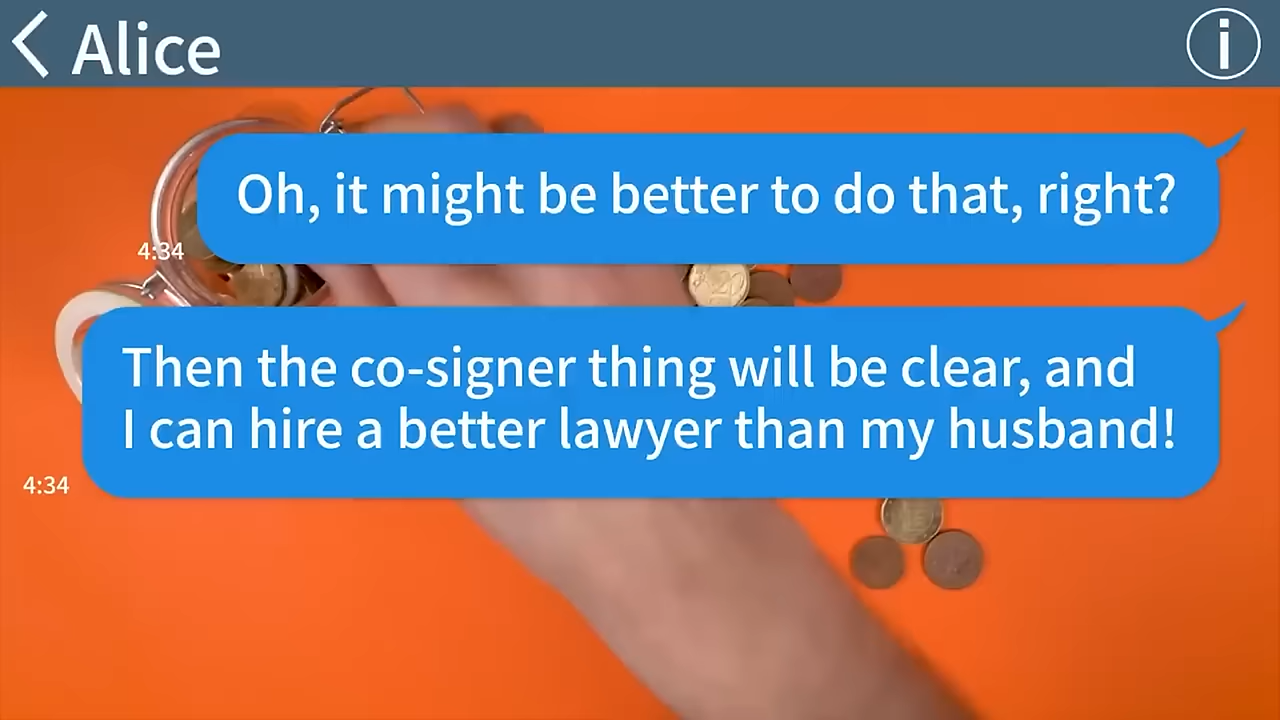 Alice
Oh, it might be better to do that, right?
4:34
Then the co-signer thing will be clear, and
I can hire a better lawyer than my husband!
4:34